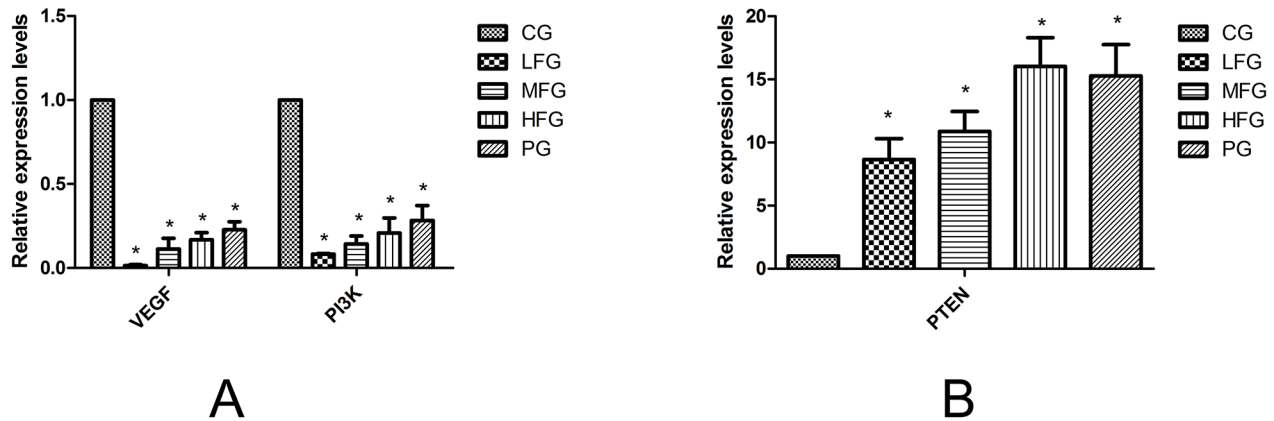 Relative expression levels
1.5
1.0
0.5
0.0
*
*
*
*
*
*
*
*
VEGF
PI3K
CG
LFG
MFG
HFG
PG
A
Relative expression levels
20
15
10
5
0
*
*
*
*
PTEN
CG
LFG
MFG
HFG
PG
B